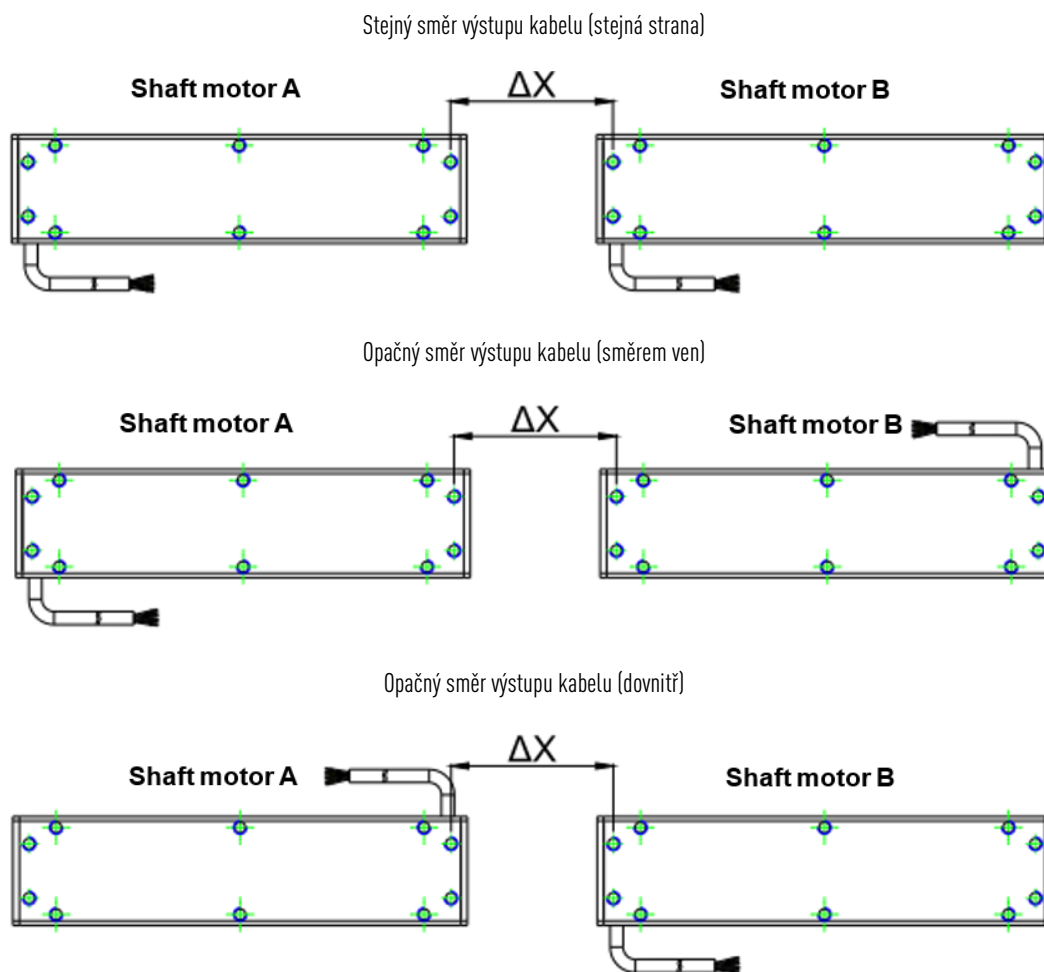 Stejný směr výstupu kabelu (stejná strana)
Shaft motor A
ΔX
Shaft motor B
Opačný směr výstupu kabelu (směrem ven)
Shaft motor A
ΔX
Shaft motor B
Opačný směr výstupu kabelu (dovnitř)
Shaft motor A
ΔX
Shaft motor B